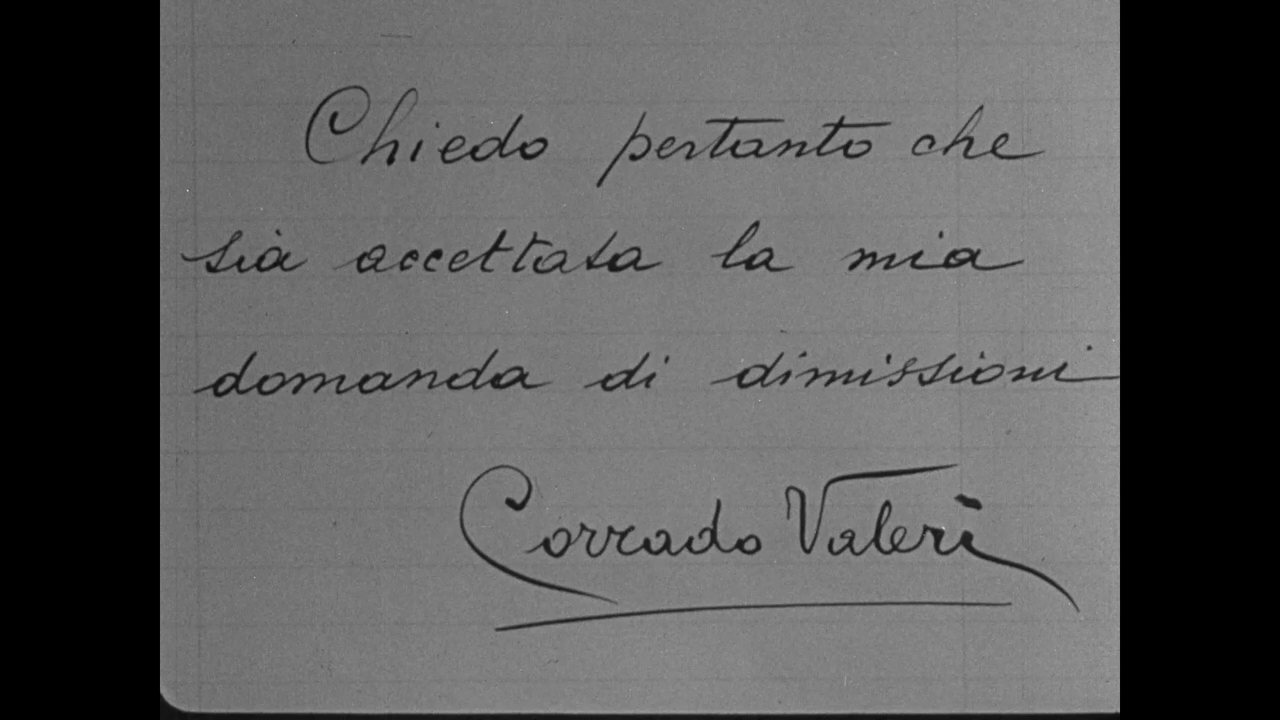 Chiedo pertanto che
sia accettata la mia
domanda di dimissioni
Corrado Valeri